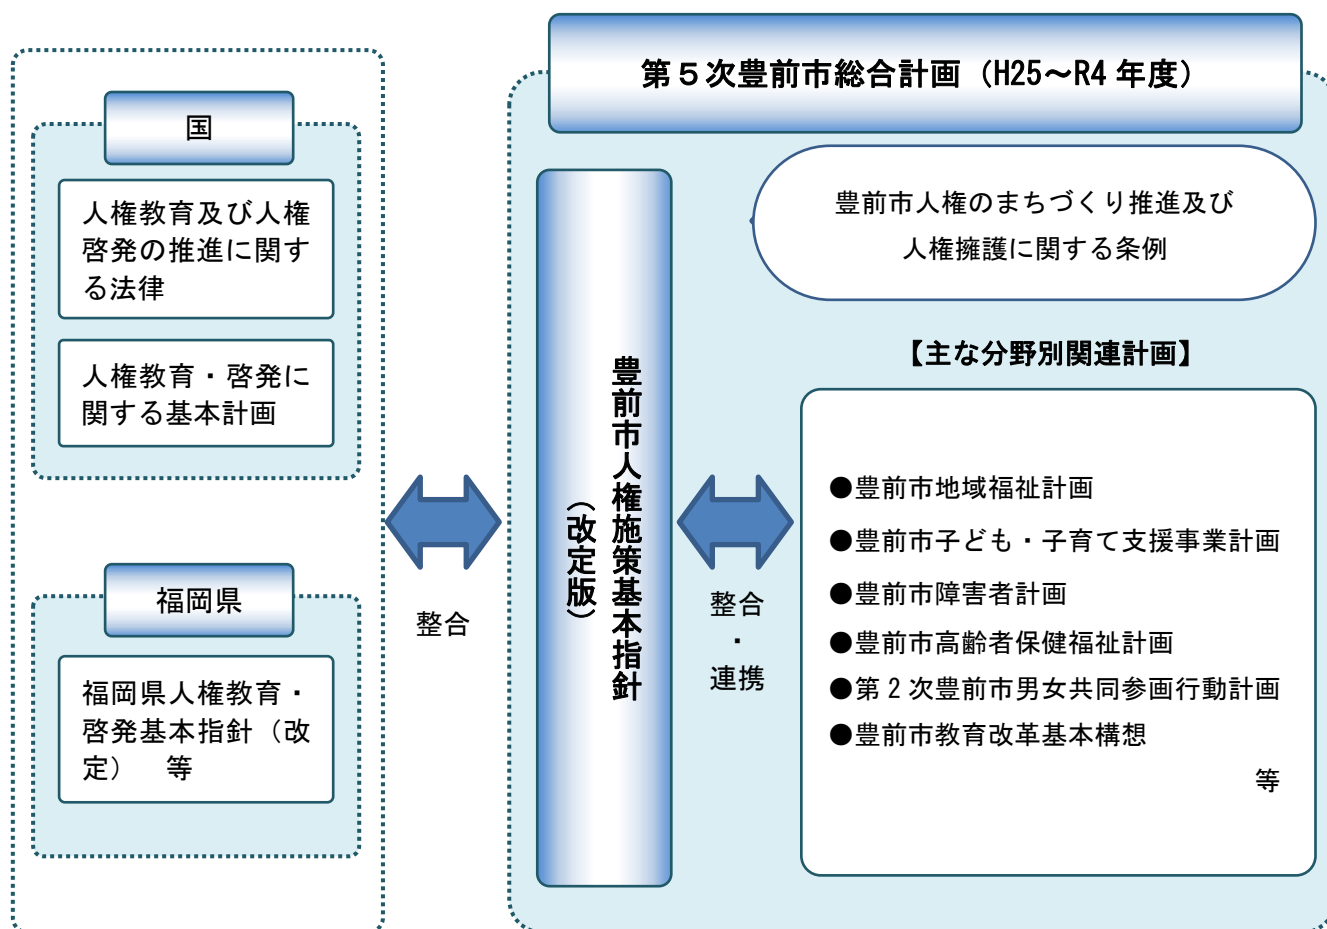 国
人権教育及び人権
啓発の推進に関す
る法律
人権教育・啓発に
関する基本計画
福岡県
福岡県人権教育・
啓発基本指針（改
定）　等
整合
第５次豊前市総合計画（H25～R4 年度）
豊前市人権施策基本指針
（改定版）
整合
・
連携
豊前市人権のまちづくり推進及び
人権擁護に関する条例
【主な分野別関連計画】
●豊前市地域福祉計画
●豊前市子ども・子育て支援事業計画
●豊前市障害者計画
●豊前市高齢者保健福祉計画
●第２次豊前市男女共同参画行動計画
●豊前市教育改革基本構想
等